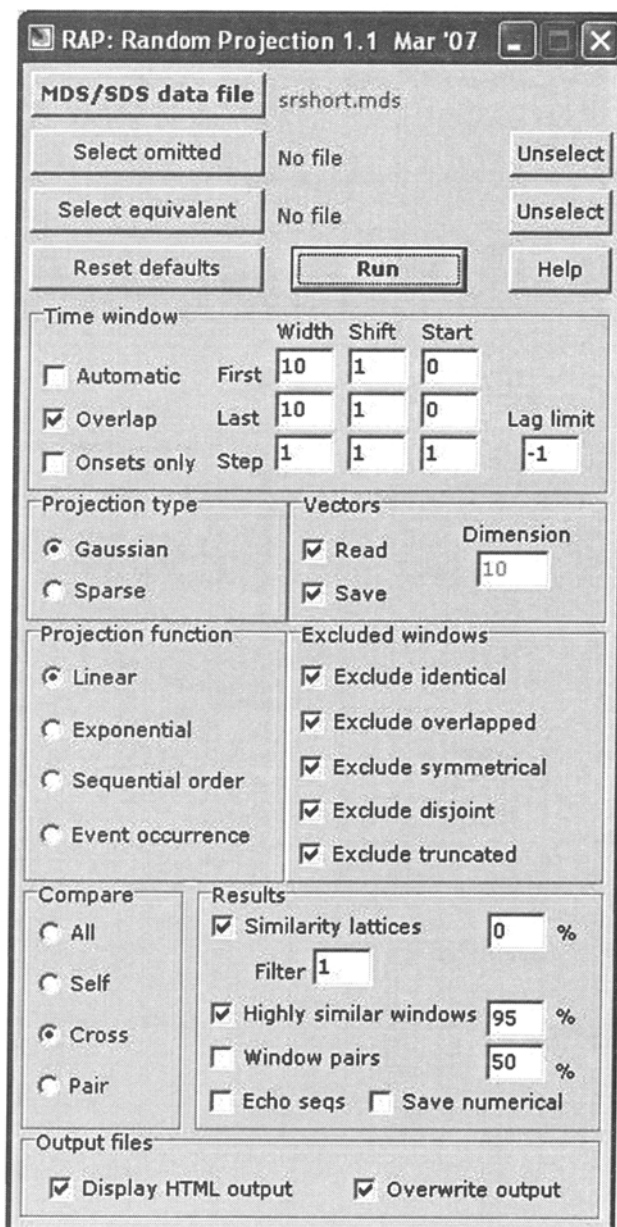 RAP: Random Projection 1.1 Mar '07
MDS/SDS data file srshort.mds
Select omitted No file Unselect
Select equivalent No file Unselect
Reset defaults Run Help
Time window
Width Shift Start
Automatic First 10 1 0
Overlap Last 10 1 0 Lag limit
Onsets only Step 1 1 1 -1
Projection type
Gaussian
Sparse
Vectors
Read Dimension
Save 10
Projection function
Linear
Exponential
Sequential order
Event occurrence
Excluded windows
Exclude identical
Exclude overlapped
Exclude symmetrical
Exclude disjoint
Exclude truncated
Compare
All
Self
Cross
Pair
Results
Similarity lattices 0 %
Filter 1
Highly similar windows 95 %
Window pairs 50 %
Echo seqs Save numerical
Output files
Display HTML output Overwrite output